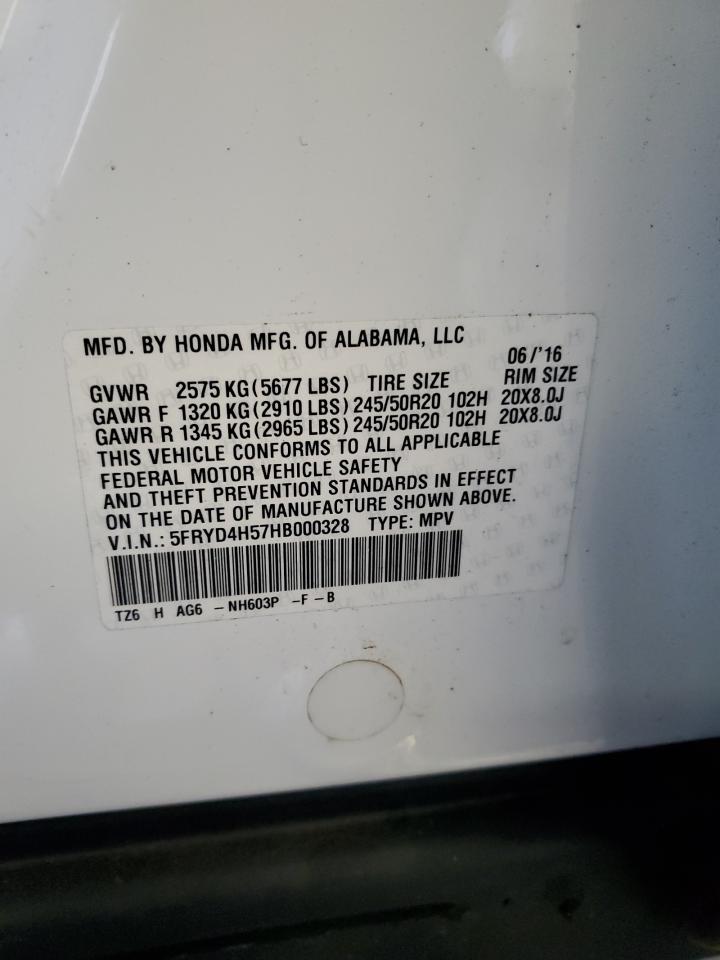 MFD. BY HONDA MFG. OF ALABAMA, LLC
06/'16
GVWR 2575 KG(5677 LBS) TIRE SIZE RIM SIZE
GAWR F 1320 KG(2910 LBS) 245/50R20 102H 20X8.0J
GAWR R 1345 KG(2965 LBS) 245/50R20 102H 20X8.0J
THIS VEHICLE CONFORMS TO ALL APPLICABLE
FEDERAL MOTOR VEHICLE SAFETY
AND THEFT PREVENTION STANDARDS IN EFFECT
ON THE DATE OF MANUFACTURE SHOWN ABOVE.
V.I.N.: 5FRYD4H57HB000328 TYPE: MPV
TZ6 H AG6 -NH603P -F-B